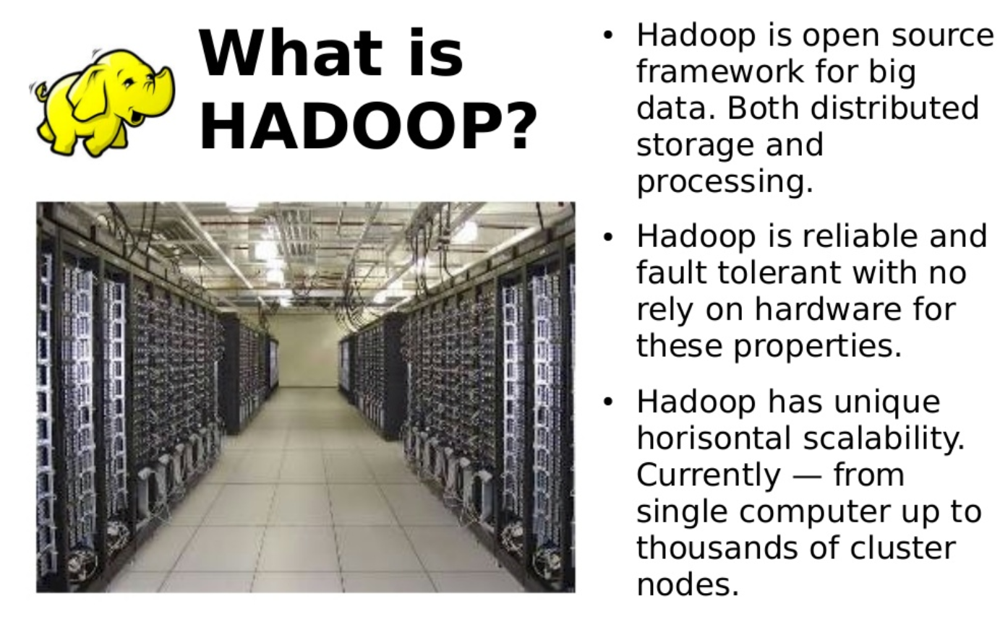 What is
HADOOP?
• Hadoop is open source
framework for big
data. Both distributed
storage and
processing.
• Hadoop is reliable and
fault tolerant with no
rely on hardware for
these properties.
• Hadoop has unique
horisontal scalability.
Currently — from
single computer up to
thousands of cluster
nodes.